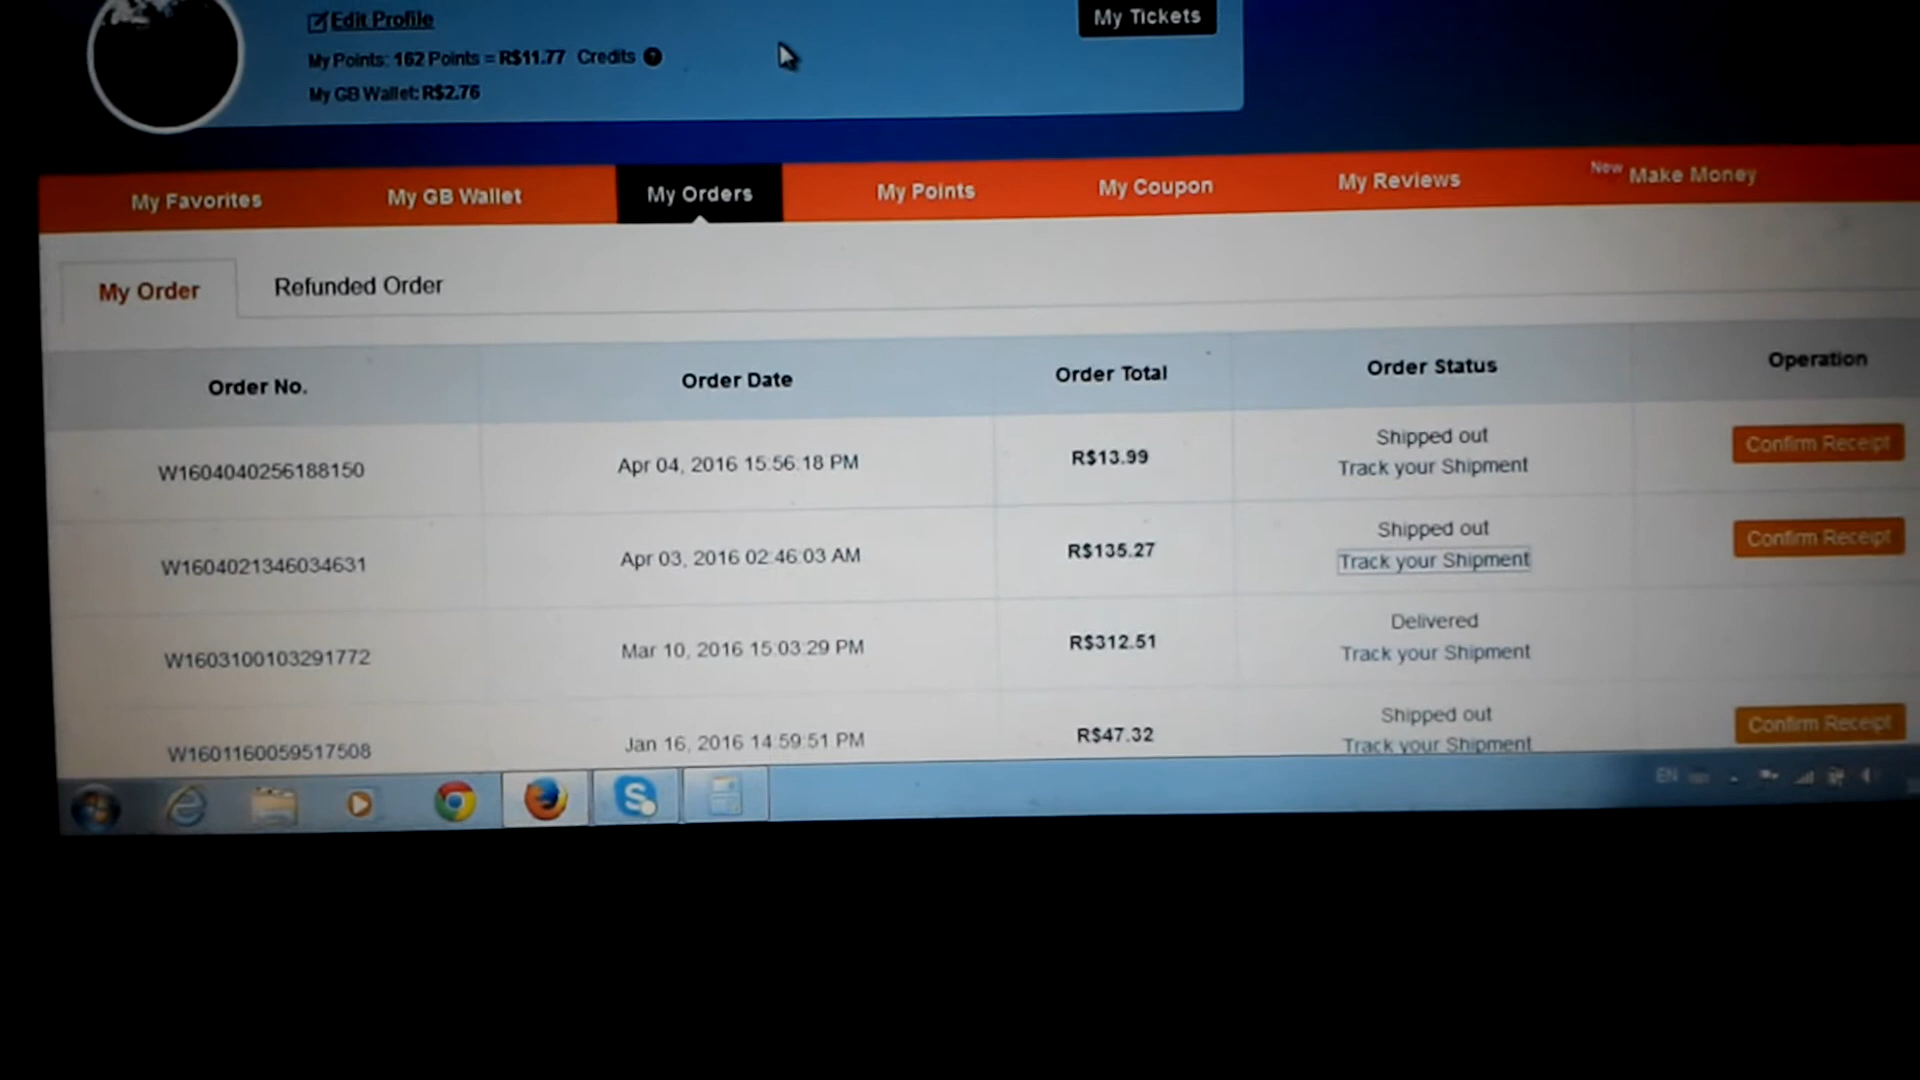 Edit Profile
My Tickets
My Points: 162 Points = R$11.77 Credits ?
My GB Wallet: R$2.76
My Favorites
My GB Wallet
My Orders
My Points
My Coupon
My Reviews
New Make Money
My Order
Refunded Order
Order No.
Order Date
Order Total
Order Status
Operation
W1604040256188150
Apr 04, 2016 15:56:18 PM
R$13.99
Shipped out
Track your Shipment
Confirm Receipt
W1604021346034631
Apr 03, 2016 02:46:03 AM
R$135.27
Shipped out
Track your Shipment
Confirm Receipt
W1603100103291772
Mar 10, 2016 15:03:29 PM
R$312.51
Delivered
Track your Shipment
W1601160059517508
Jan 16, 2016 14:59:51 PM
R$47.32
Shipped out
Track your Shipment
Confirm Receipt
EN